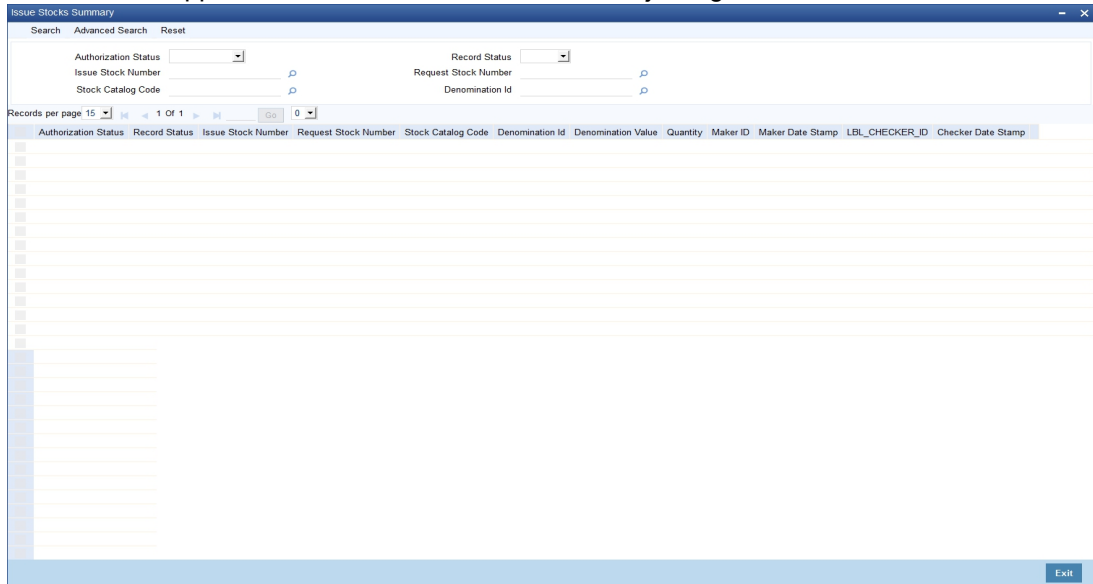 Issue Stocks Summary
Search Advanced Search Reset
Authorization Status Record Status
Issue Stock Number Request Stock Number
Stock Catalog Code Denomination Id
Records per page 15 1 Of 1 Go 0
Authorization Status Record Status Issue Stock Number Request Stock Number Stock Catalog Code Denomination Id Denomination Value Quantity Maker ID Maker Date Stamp LBL_CHECKER_ID Checker Date Stamp
Exit